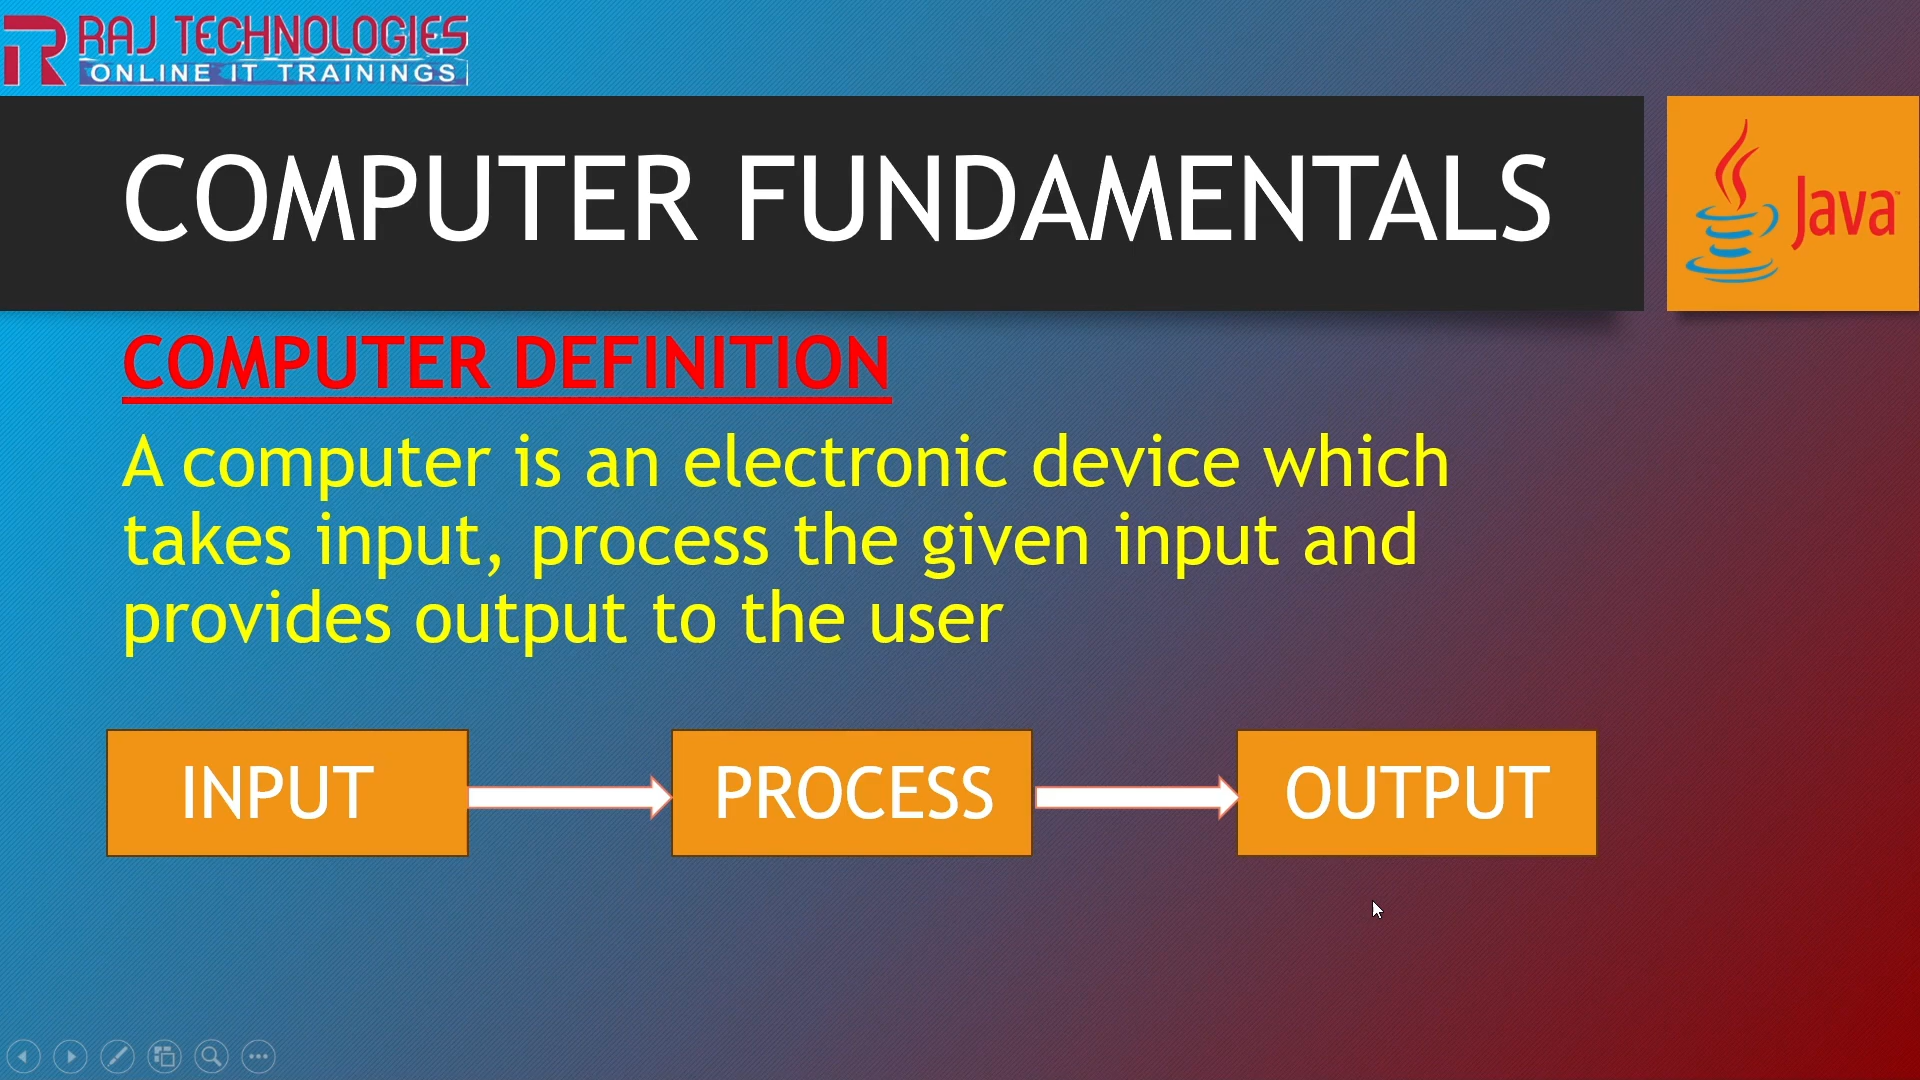 RAJ TECHNOLOGIES
ONLINE IT TRAININGS
COMPUTER FUNDAMENTALS
Java™
COMPUTER DEFINITION
A computer is an electronic device which
takes input, process the given input and
provides output to the user
INPUT
PROCESS
OUTPUT